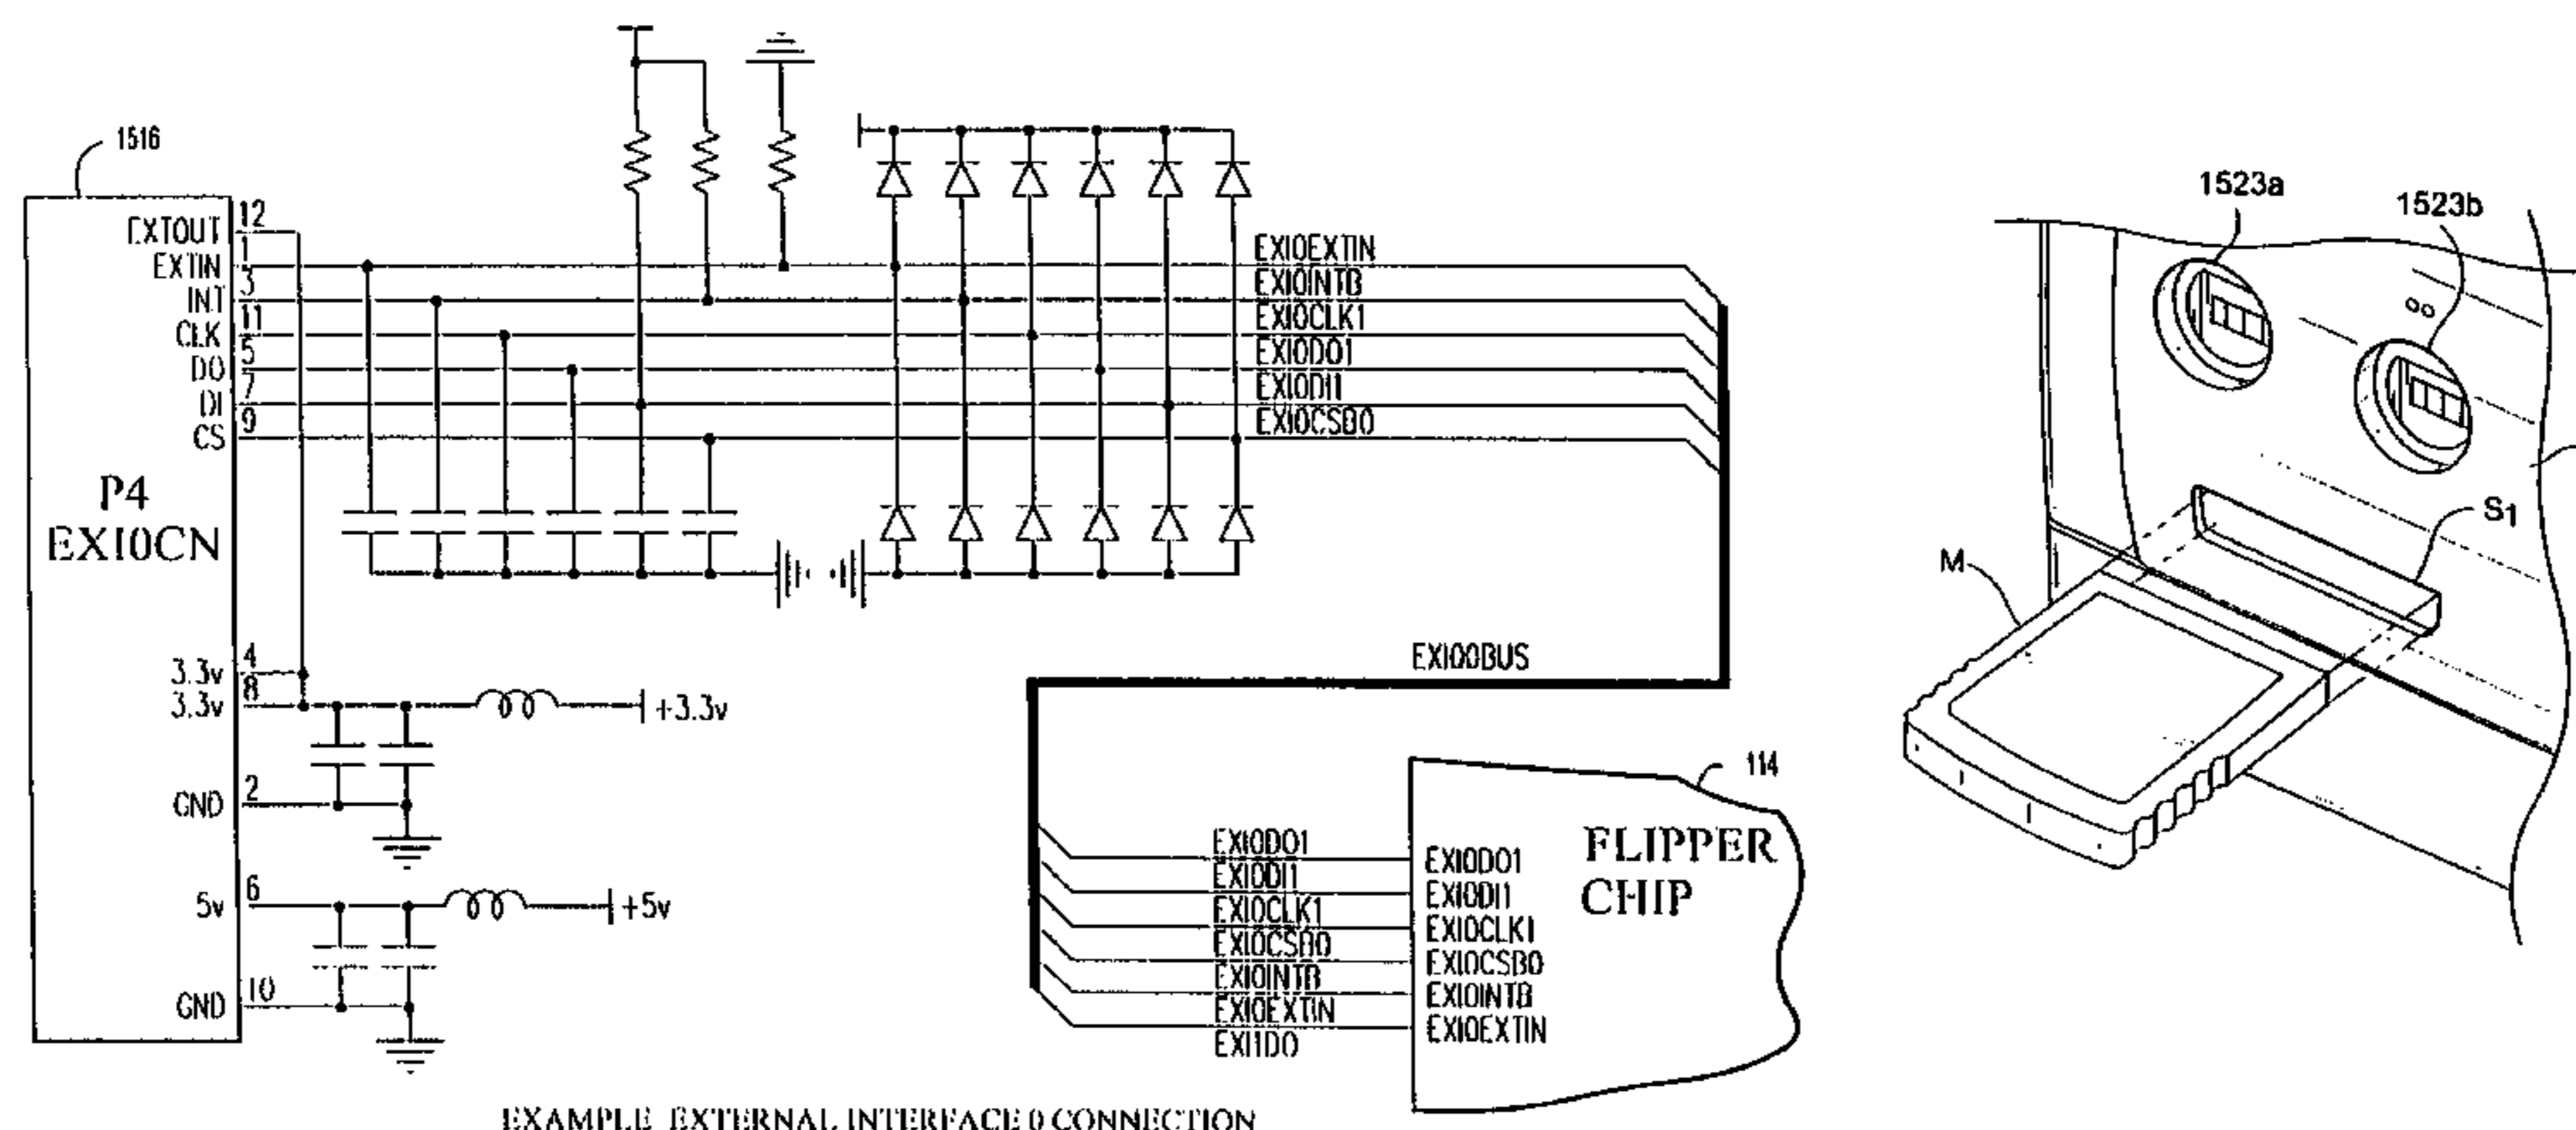 1516
EXTOUT 12
EXTIN 1
INT 3
CLK 11
DO 5
DI 7
CS 9
P4
EXI0CN
3.3v 4
3.3v 8
+3.3v
GND 2
5v 6
+5v
GND 10
EXI0EXTIN
EXI0INTB
EXI0CLK1
EXI0DO1
EXI0DI1
EXI0CSB0
EXI00BUS
EXI0DO1
EXI0DI1
EXI0CLK1
EXI0CSB0
EXI0INTB
EXI0EXTIN
EXI1DO
114
FLIPPER
CHIP
EXI0DO1
EXI0DI1
EXI0CLK1
EXI0CSB0
EXI0INTB
EXI0EXTIN
EXAMPLE EXTERNAL INTERFACE 0 CONNECTION
1523a
1523b
S1
M